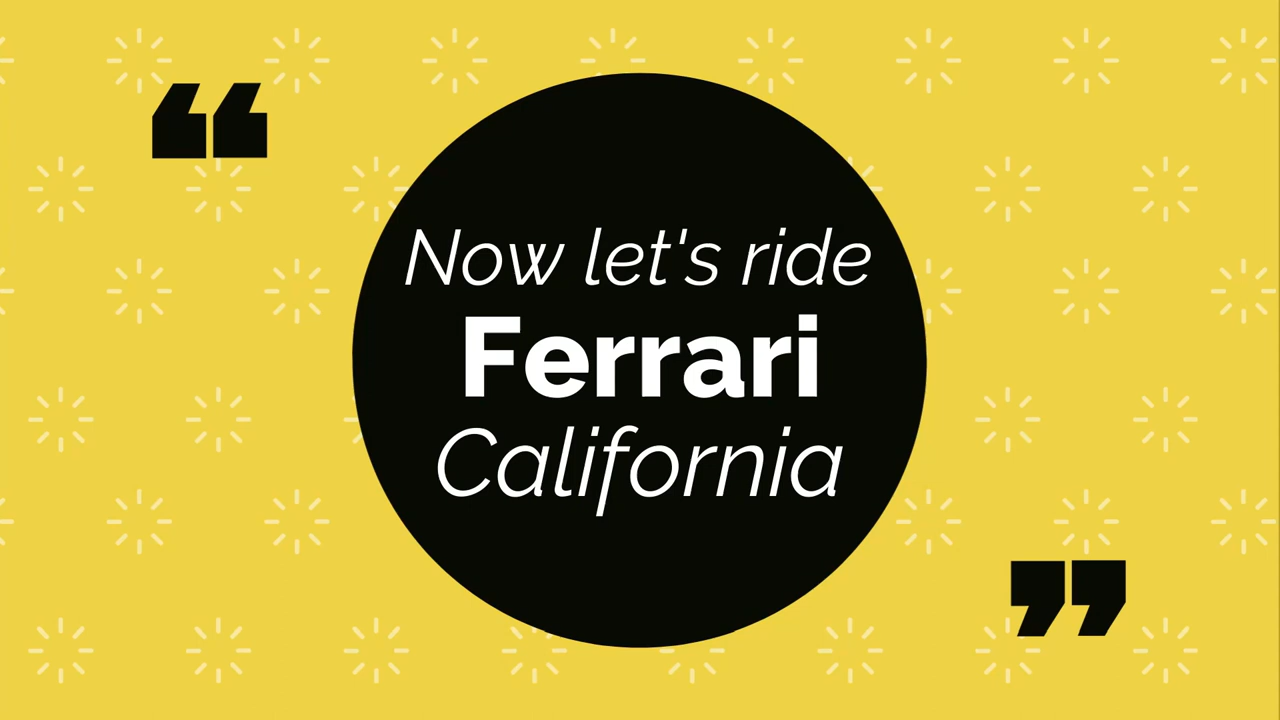 “
Now let's ride
Ferrari
California
”